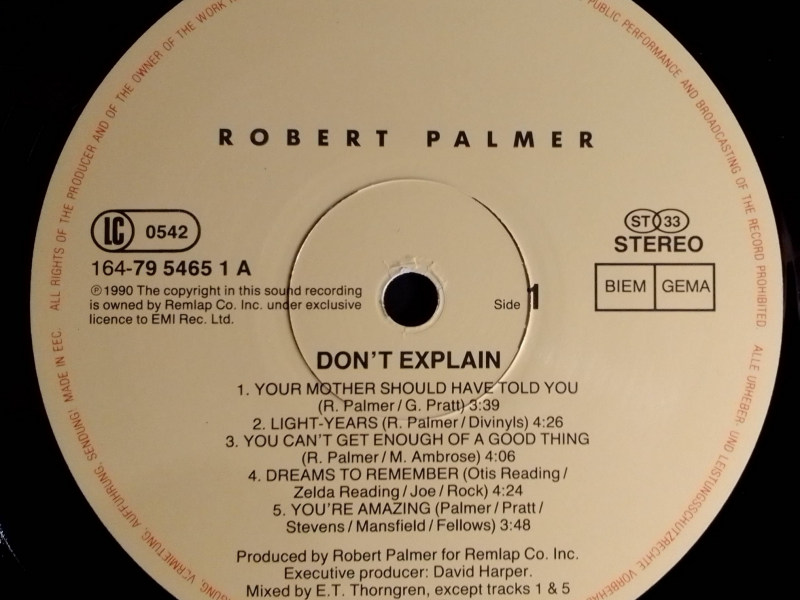 ROBERT PALMER
LC 0542
164-79 5465 1 A
℗1990 The copyright in this sound recording
is owned by Remlap Co. Inc. under exclusive
licence to EMI Rec. Ltd.
ST 33
STEREO
BIEM GEMA
Side 1
DON'T EXPLAIN
1. YOUR MOTHER SHOULD HAVE TOLD YOU
(R. Palmer/G. Pratt) 3:39
2. LIGHT-YEARS (R. Palmer/Divinyls) 4:26
3. YOU CAN'T GET ENOUGH OF A GOOD THING
(R. Palmer/M. Ambrose) 4:06
4. DREAMS TO REMEMBER (Otis Reading/
Zelda Reading/Joe/Rock) 4:24
5. YOU'RE AMAZING (Palmer/Pratt/
Stevens/Mansfield/Fellows) 3:48
Produced by Robert Palmer for Remlap Co. Inc.
Executive producer: David Harper.
Mixed by E.T. Thorngren, except tracks 1 & 5
VERMIETUNG, AUFFÜHRUNG, SENDUNG! MADE IN EEC. ALL RIGHTS OF THE PRODUCER AND OF THE OWNER OF THE WORK
PUBLIC PERFORMANCE AND BROADCASTING OF THE RECORD PROHIBITED. ALLE URHEBER- UND LEISTUNGSSCHUTZRECHTE